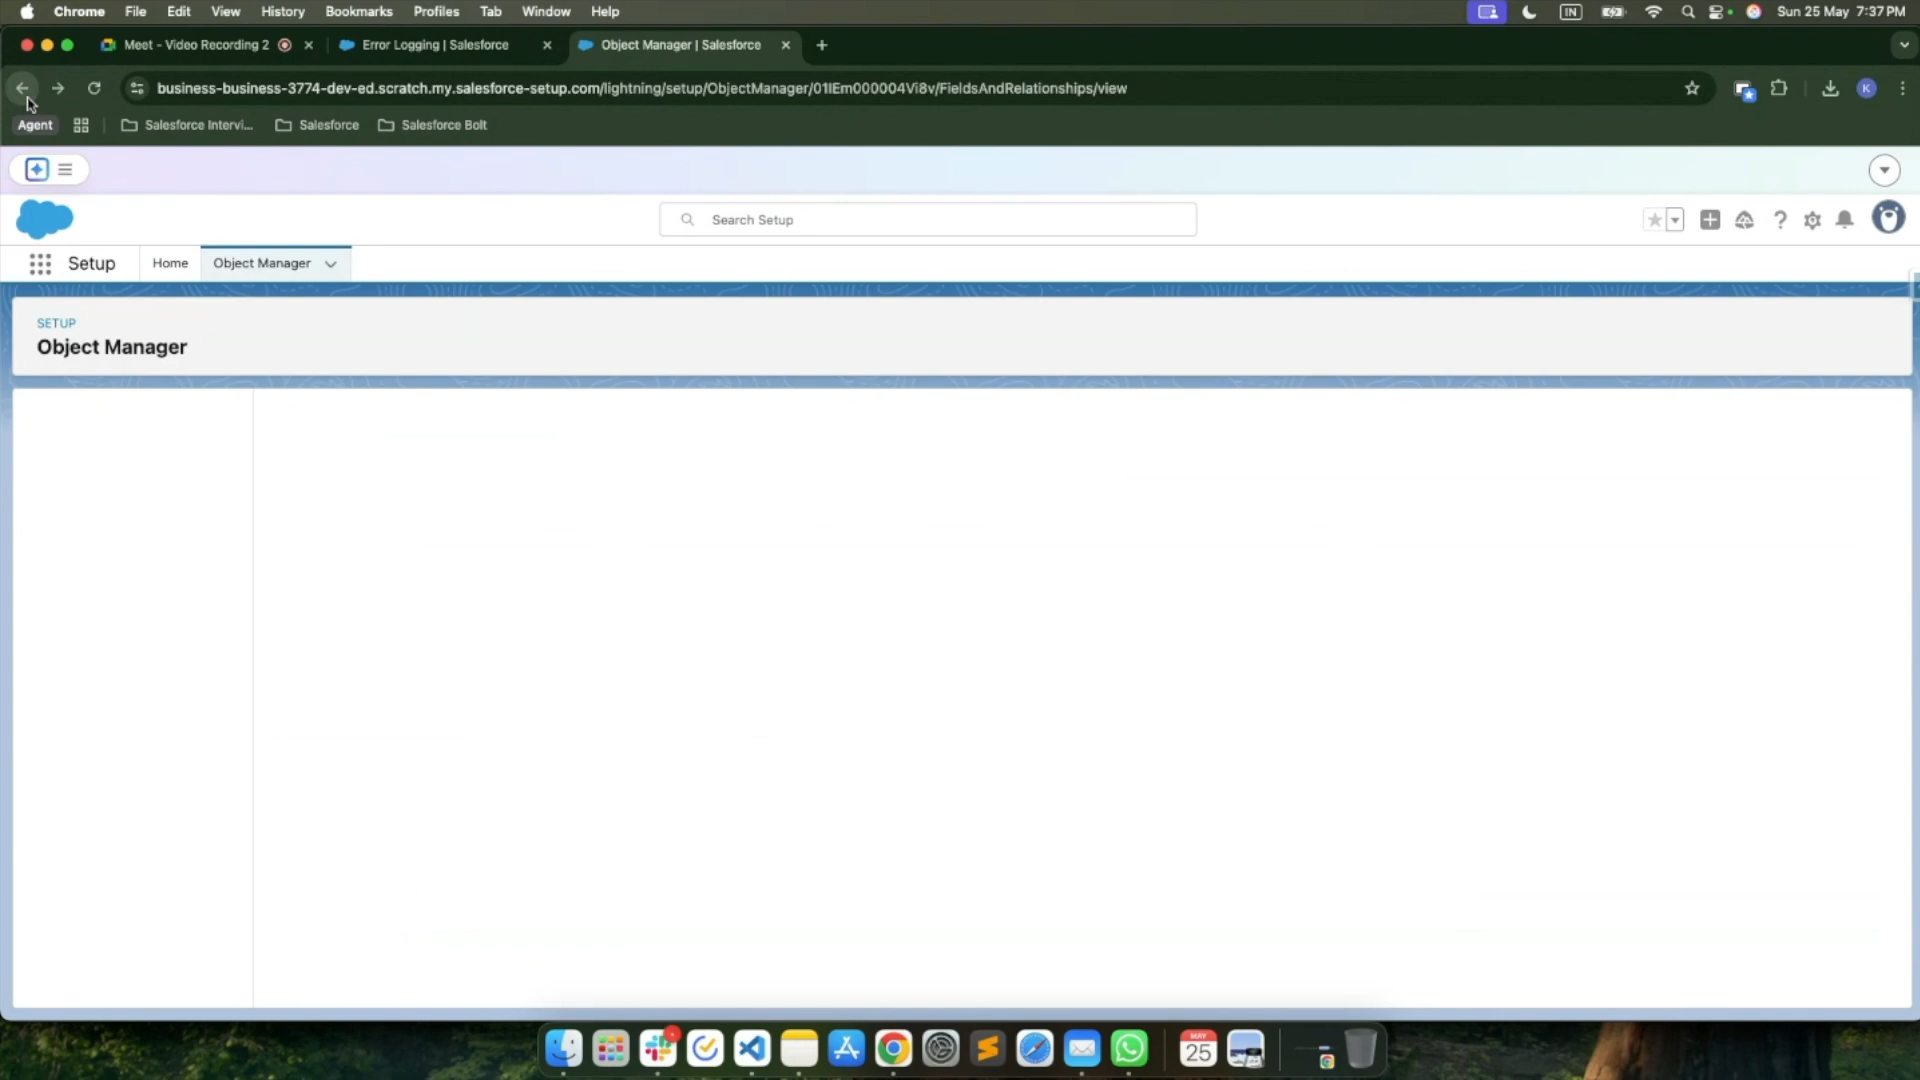 Chrome File Edit View History Bookmarks Profiles Tab Window Help IN Sun 25 May 7:37 PM
Meet - Video Recording 2 Error Logging | Salesforce Object Manager | Salesforce
business-business-3774-dev-ed.scratch.my.salesforce-setup.com/lightning/setup/ObjectManager/01IEm000004Vi8v/FieldsAndRelationships/view K
Agent Salesforce Intervi... Salesforce Salesforce Bolt
Search Setup
Setup Home Object Manager
SETUP
Object Manager
MAY
25